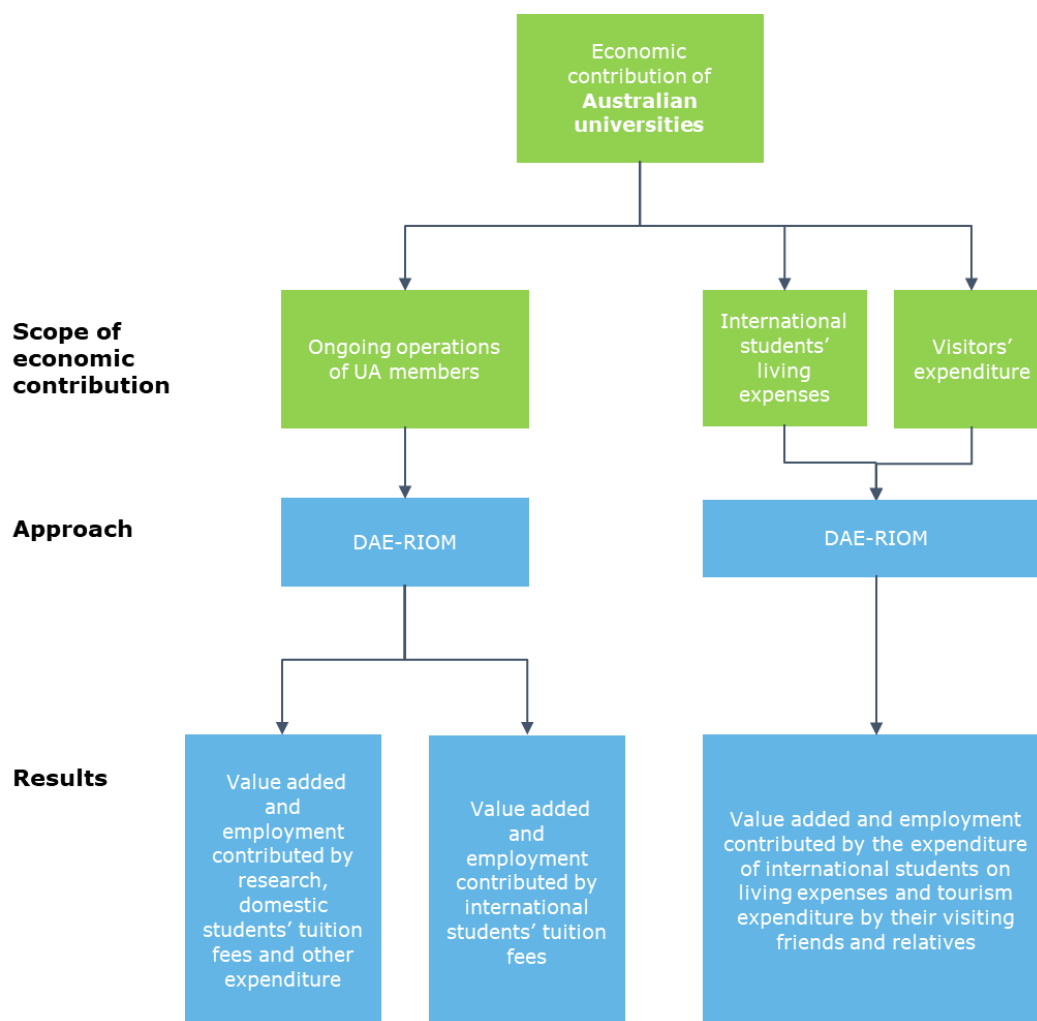 Economic
contribution of
Australian
universities
Scope of
economic
contribution
Ongoing operations
of UA members
International
students’
living
expenses
Visitors’
expenditure
Approach
DAE-RIOM
DAE-RIOM
Results
Value added
and
employment
contributed by
research,
domestic
students’ tuition
fees and other
expenditure
Value added
and
employment
contributed by
international
students’ tuition
fees
Value added and employment
contributed by the expenditure
of international students on
living expenses and tourism
expenditure by their visiting
friends and relatives